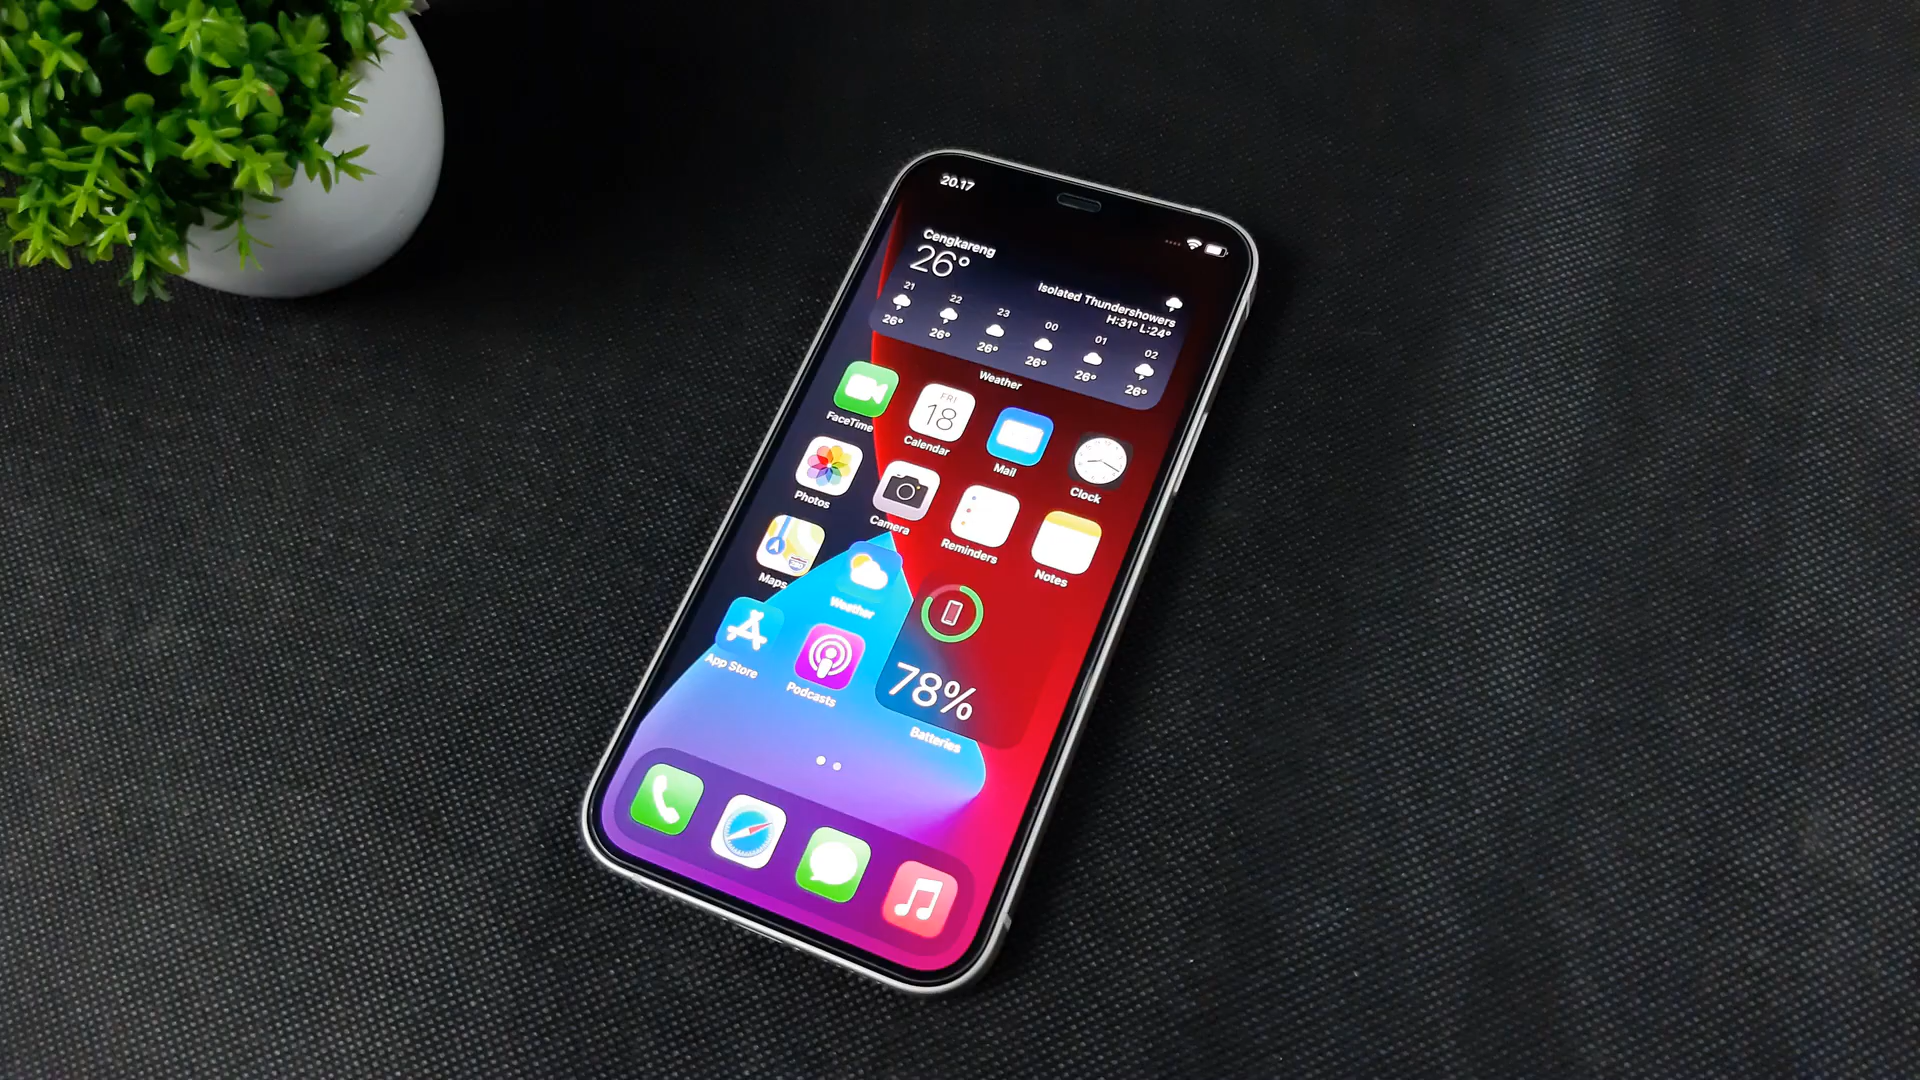 20.17
Cengkareng
26°
Isolated Thundershowers
H:31° L:24°
21 22 23 00 01 02
26° 26° 26° 26° 26° 26°
Weather
FRI
18
FaceTime Calendar Mail Clock
Photos Camera Reminders Notes
280
Maps Weather
78%
App Store Podcasts
Batteries